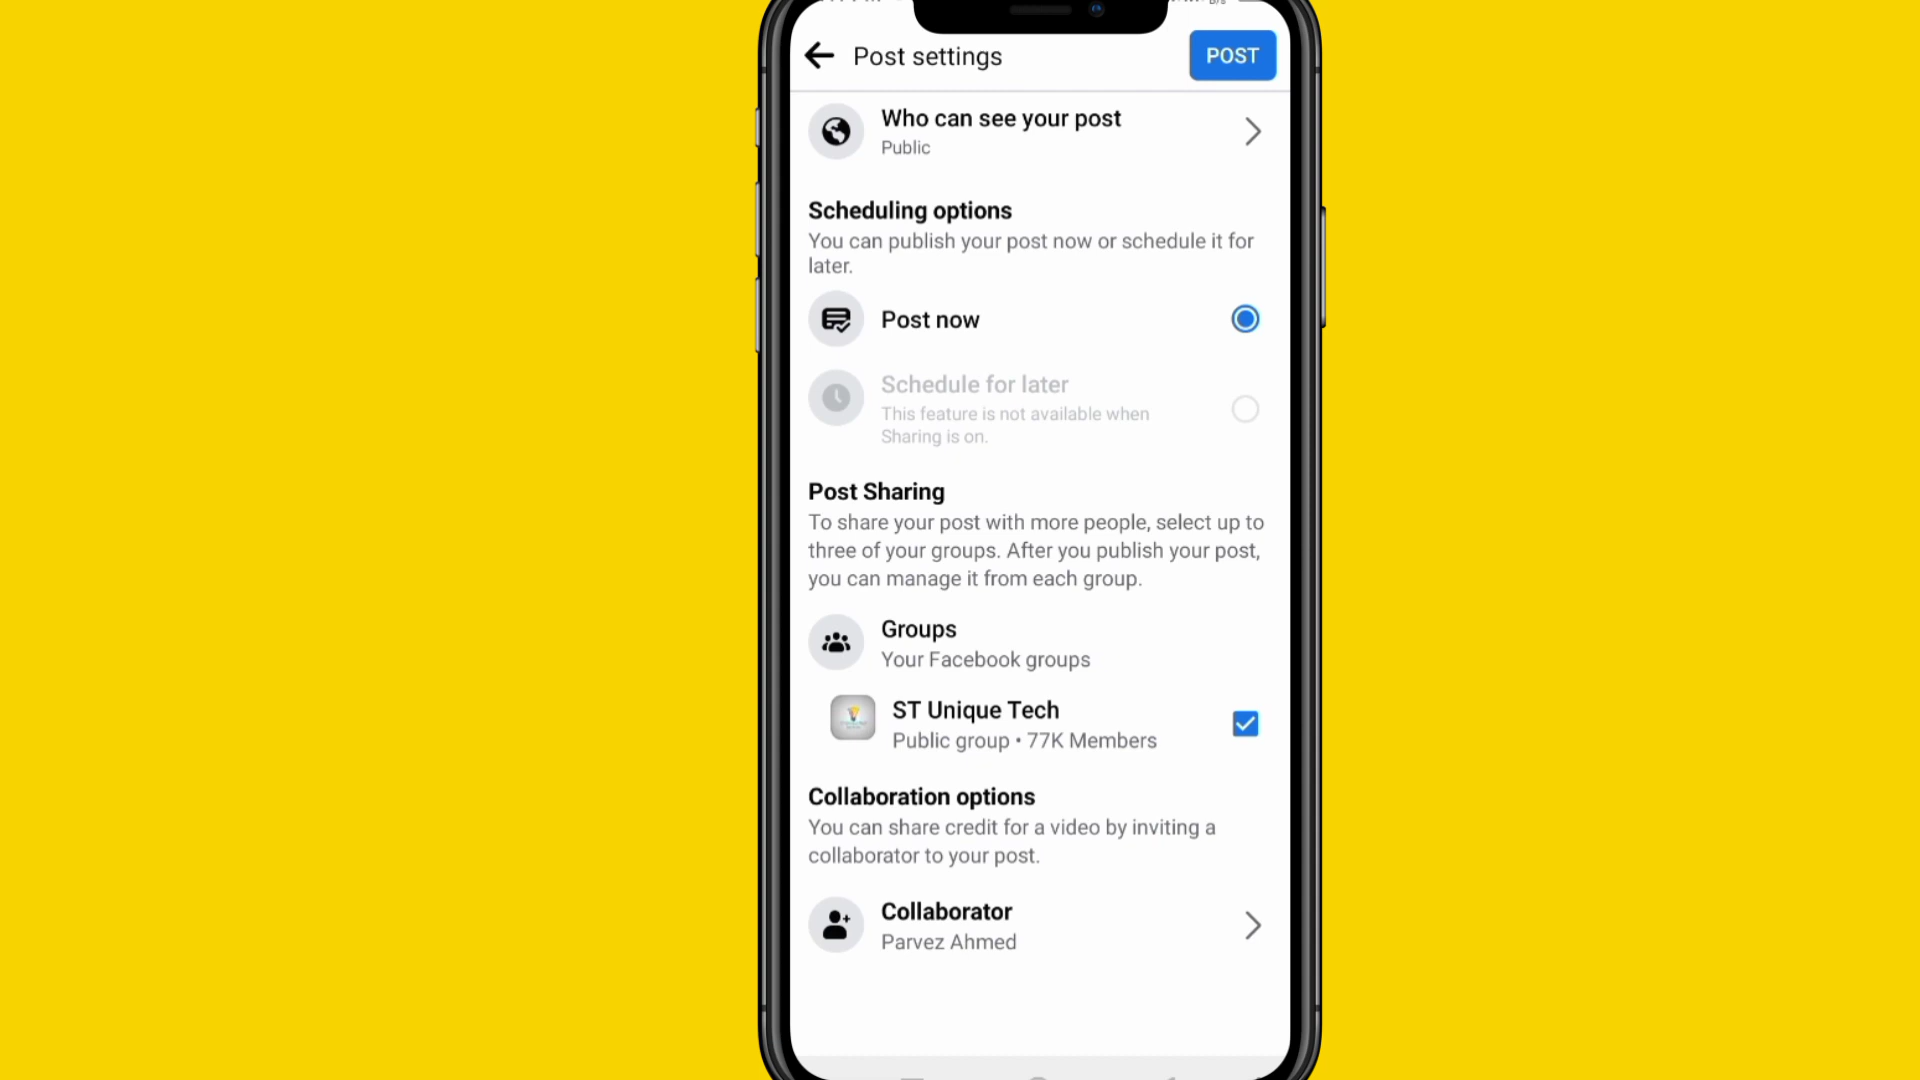 Post settings
POST
Who can see your post
Public
Scheduling options
You can publish your post now or schedule it for
later.
Post now
Schedule for later
This feature is not available when
Sharing is on.
Post Sharing
To share your post with more people, select up to
three of your groups. After you publish your post,
you can manage it from each group.
Groups
Your Facebook groups
ST Unique Tech
Public group • 77K Members
Collaboration options
You can share credit for a video by inviting a
collaborator to your post.
Collaborator
Parvez Ahmed